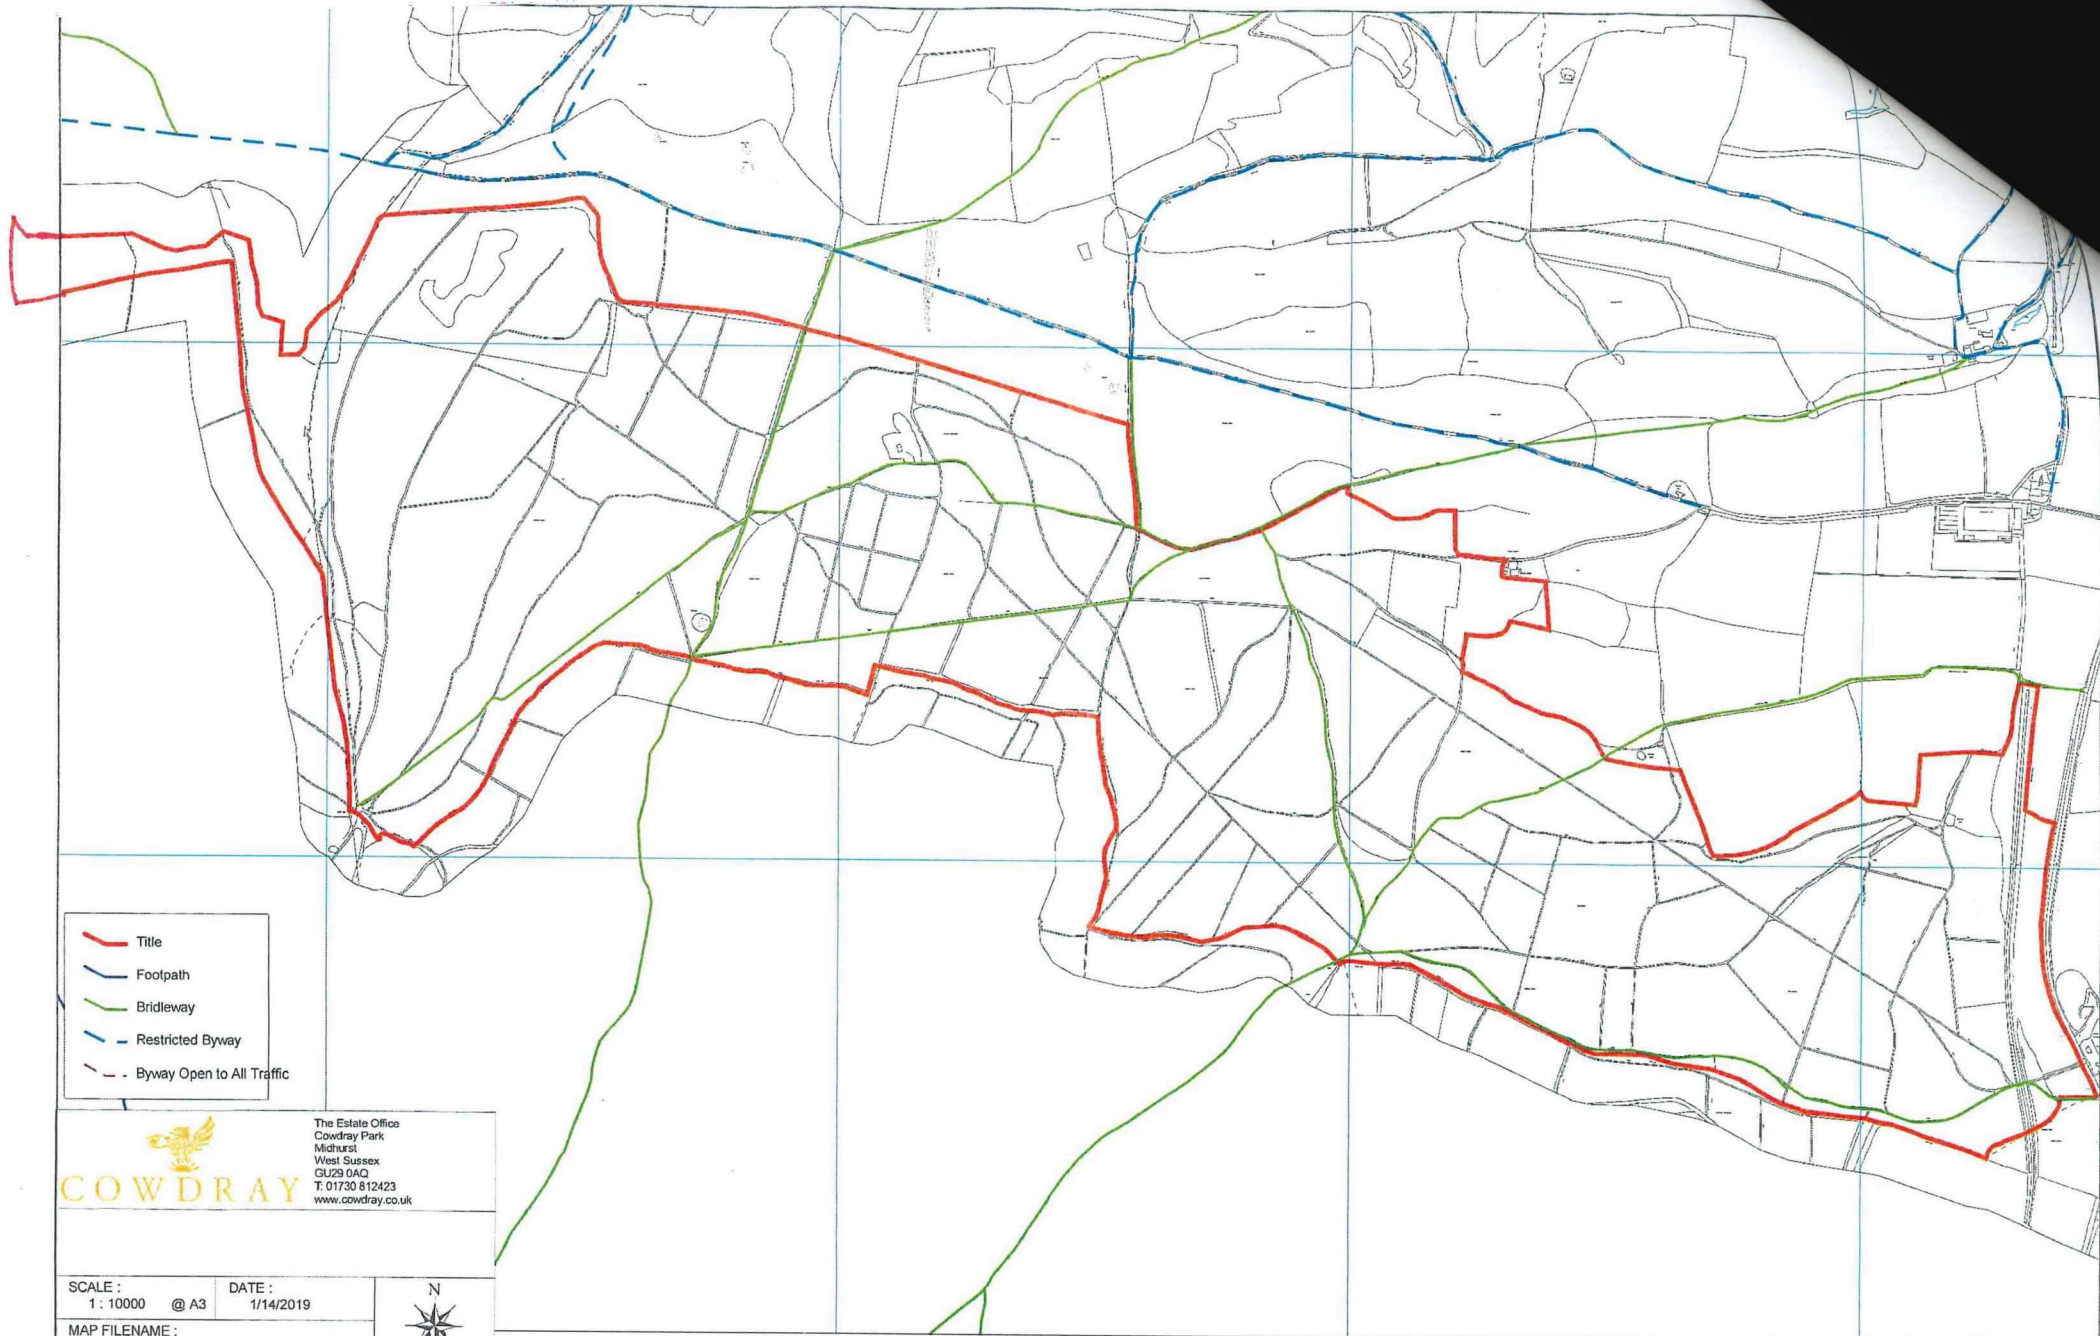 Title
Footpath
Bridleway
Restricted Byway
Byway Open to All Traffic
COWDRAY
The Estate Office
Cowdray Park
Midhurst
West Sussex
GU29 0AQ
T: 01730 812423
www.cowdray.co.uk
SCALE :
1 : 10000 @ A3
DATE :
1/14/2019
MAP FILENAME :
N